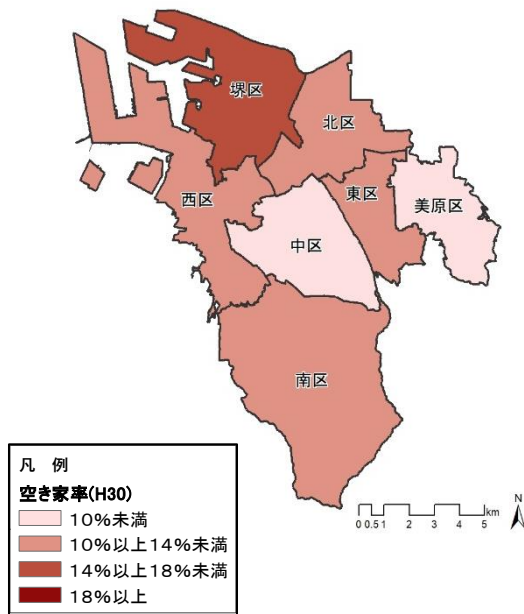 堺区
北区
西区
東区
美原区
中区
南区
凡 例
空き家率(H30)
10%未満
10%以上14%未満
14%以上18%未満
18%以上
km
0 0.5 1 2 3 4 5
N